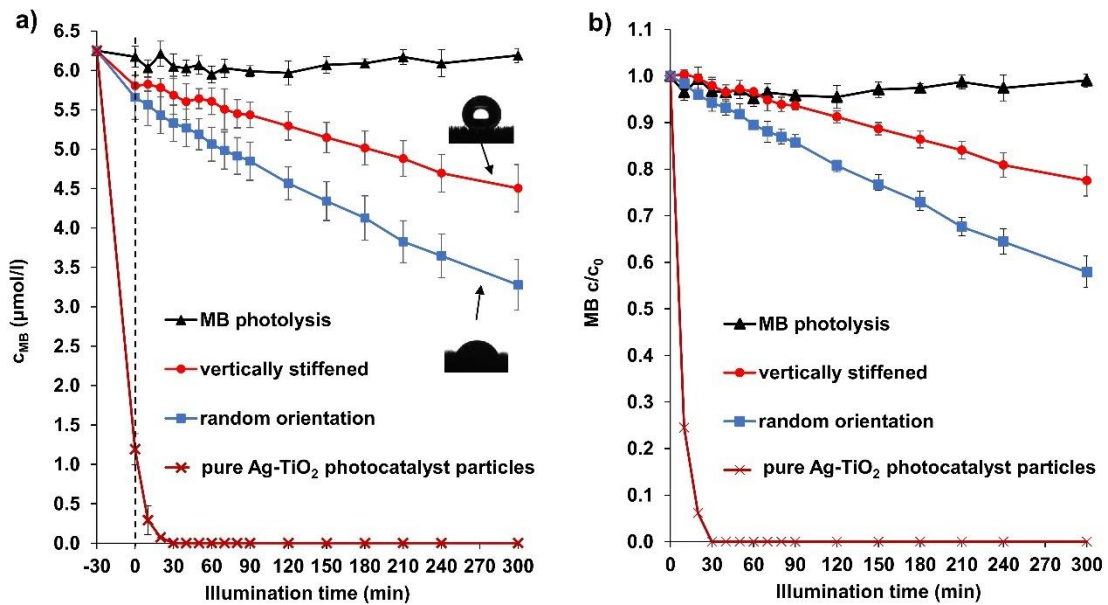 a)
6.5
6.0
5.5
5.0
4.5
4.0
3.5
3.0
2.5
2.0
1.5
1.0
0.5
0.0
c_MB (µmol/l)
MB photolysis
vertically stiffened
random orientation
pure Ag-TiO₂ photocatalyst particles
-30 0 30 60 90 120 150 180 210 240 270 300
Illumination time (min)
b)
1.1
1.0
0.9
0.8
0.7
0.6
0.5
0.4
0.3
0.2
0.1
0.0
MB c/c₀
MB photolysis
vertically stiffened
random orientation
pure Ag-TiO₂ photocatalyst particles
0 30 60 90 120 150 180 210 240 270 300
Illumination time (min)